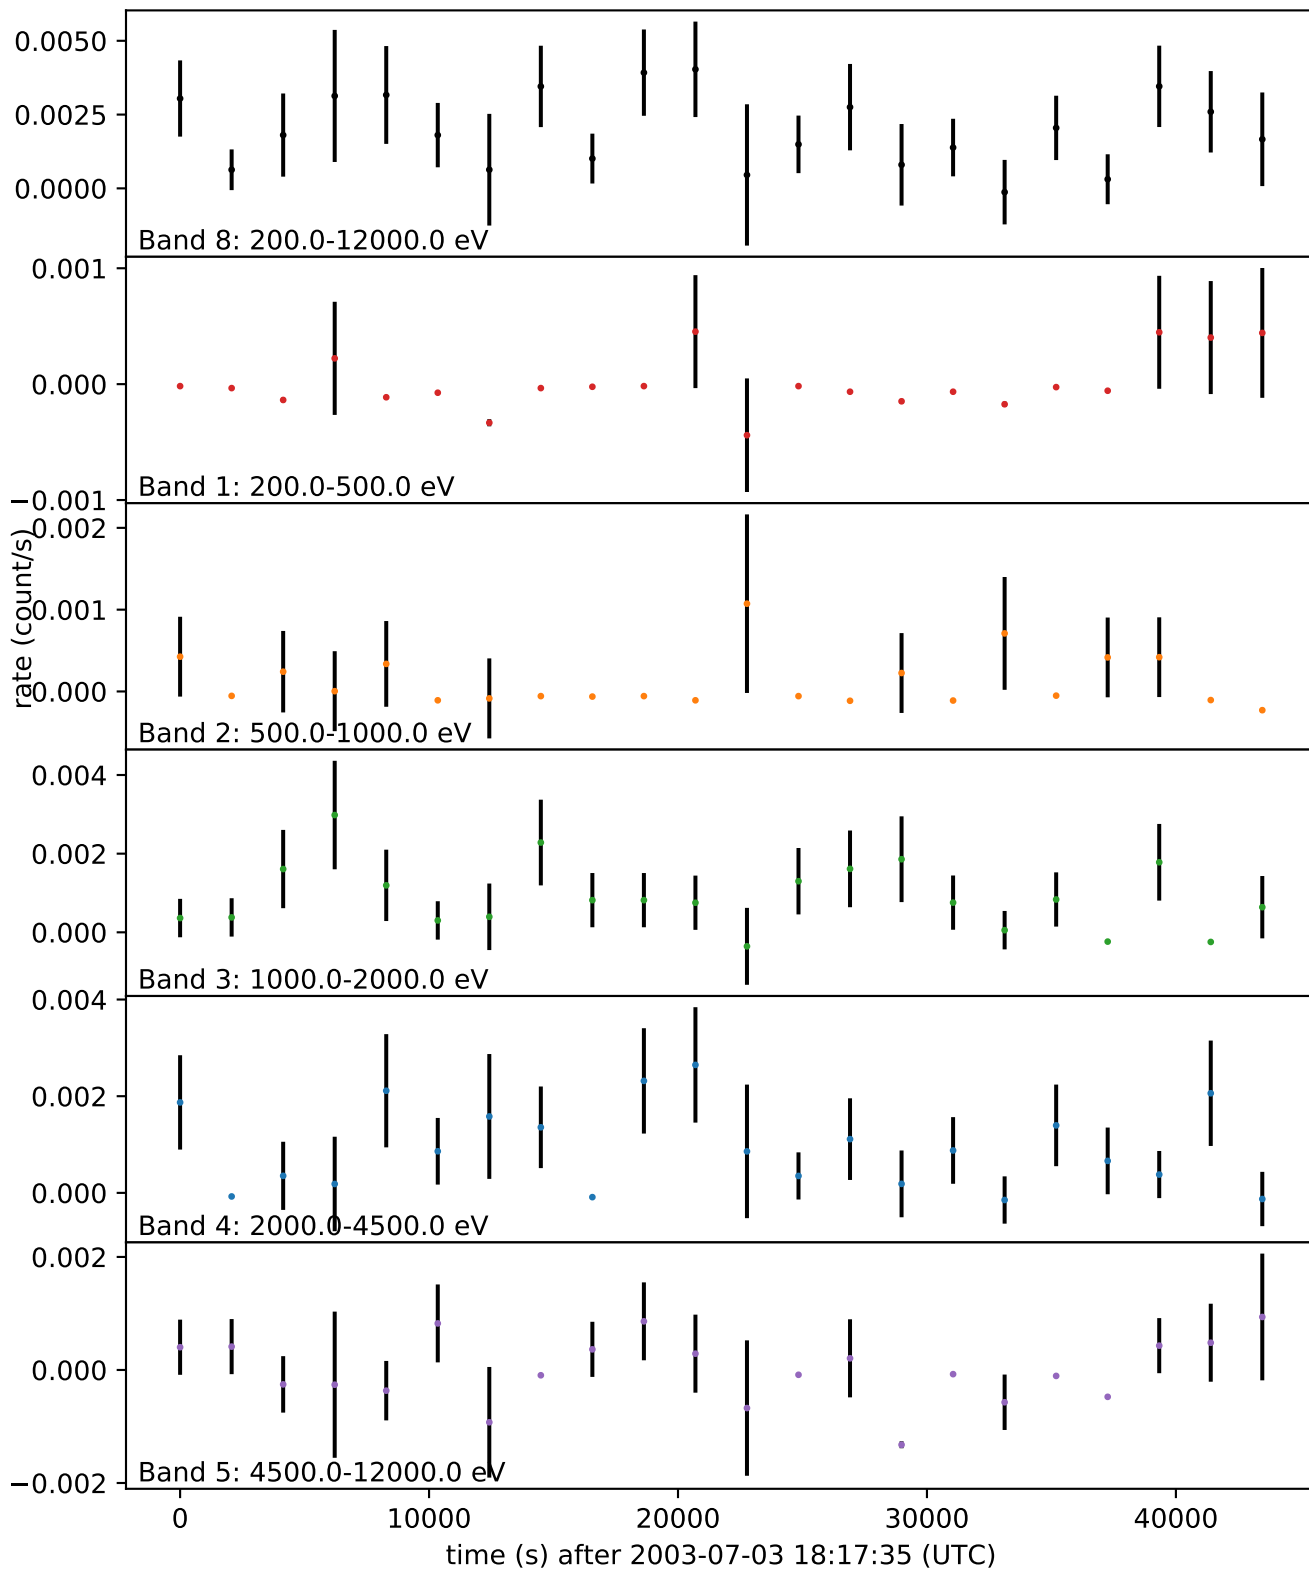 0.0050
0.0025
0.0000
Band 8: 200.0-12000.0 eV
0.001
0.000
−0.001
Band 1: 200.0-500.0 eV
rate (count/s)
0.002
0.001
0.000
Band 2: 500.0-1000.0 eV
0.004
0.002
0.000
Band 3: 1000.0-2000.0 eV
0.004
0.002
0.000
Band 4: 2000.0-4500.0 eV
0.002
0.000
−0.002
Band 5: 4500.0-12000.0 eV
0 10000 20000 30000 40000
time (s) after 2003-07-03 18:17:35 (UTC)